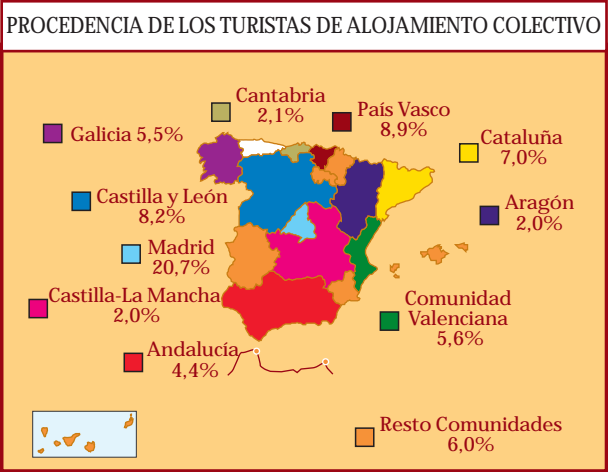 PROCEDENCIA DE LOS TURISTAS DE ALOJAMIENTO COLECTIVO
Cantabria
2,1%
País Vasco
8,9%
Galicia 5,5%
Cataluña
7,0%
Castilla y León
8,2%
Aragón
2,0%
Madrid
20,7%
Castilla-La Mancha
2,0%
Comunidad
Valenciana
5,6%
Andalucía
4,4%
Resto Comunidades
6,0%